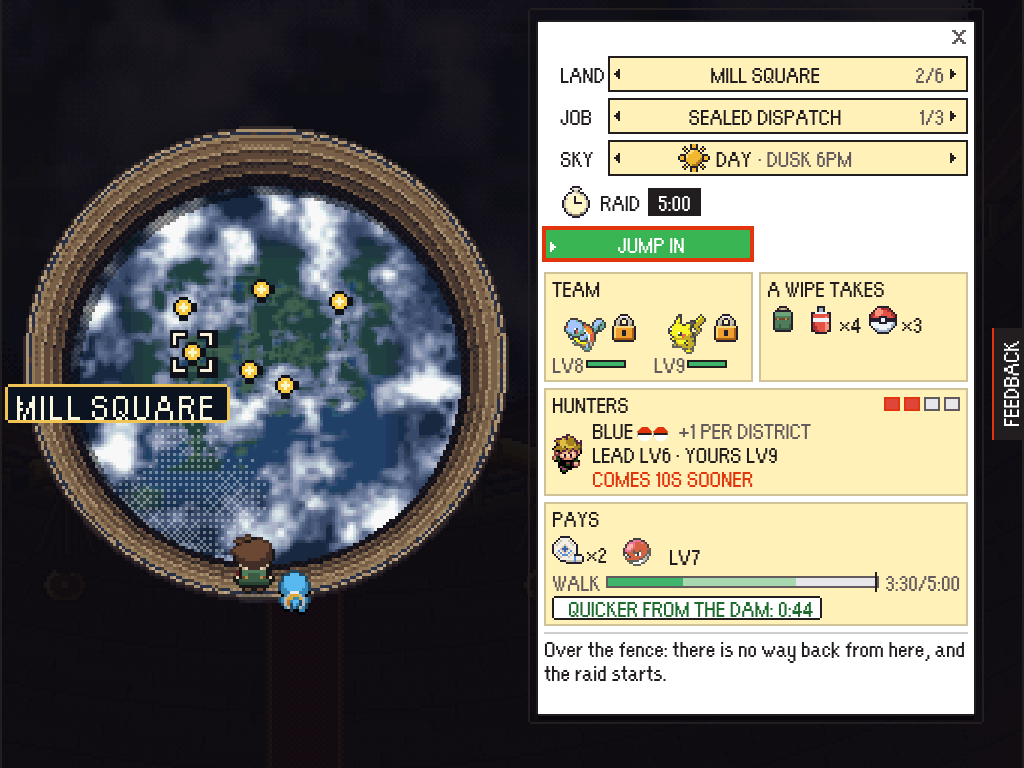 X
LAND MILL SQUARE 2/6
JOB SEALED DISPATCH 1/3
SKY DAY · DUSK 6PM
RAID 5:00
JUMP IN
TEAM
LV8 LV9
A WIPE TAKES
×4 ×3
MILL SQUARE
HUNTERS
BLUE +1 PER DISTRICT
LEAD LV6 · YOURS LV9
COMES 10S SOONER
PAYS
×2 LV7
WALK 3:30/5:00
QUICKER FROM THE DAM: 0:44
Over the fence: there is no way back from here, and
the raid starts.
FEEDBACK